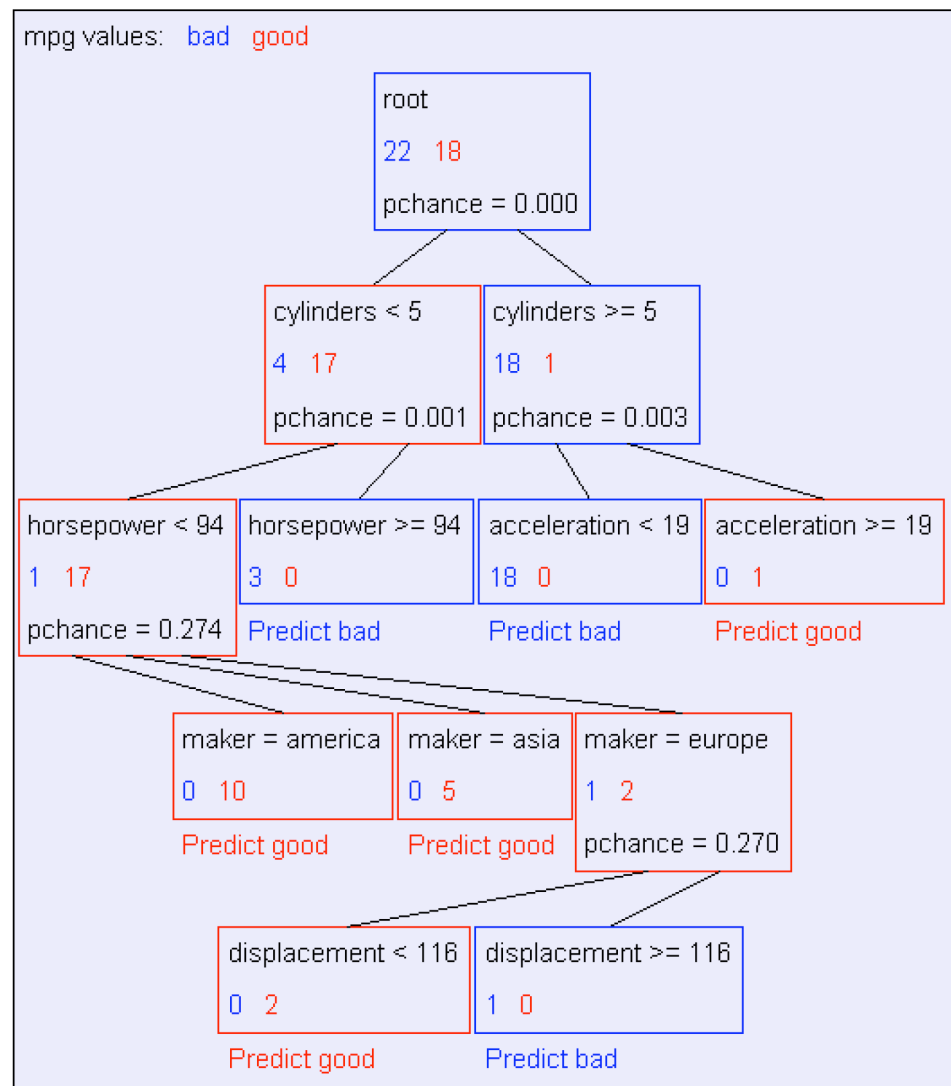 mpg values: bad good
root
22 18
pchance = 0.000
cylinders < 5
4 17
pchance = 0.001
cylinders >= 5
18 1
pchance = 0.003
horsepower < 94
1 17
pchance = 0.274
horsepower >= 94
3 0
Predict bad
acceleration < 19
18 0
Predict bad
acceleration >= 19
0 1
Predict good
maker = america
0 10
Predict good
maker = asia
0 5
Predict good
maker = europe
1 2
pchance = 0.270
displacement < 116
0 2
Predict good
displacement >= 116
1 0
Predict bad